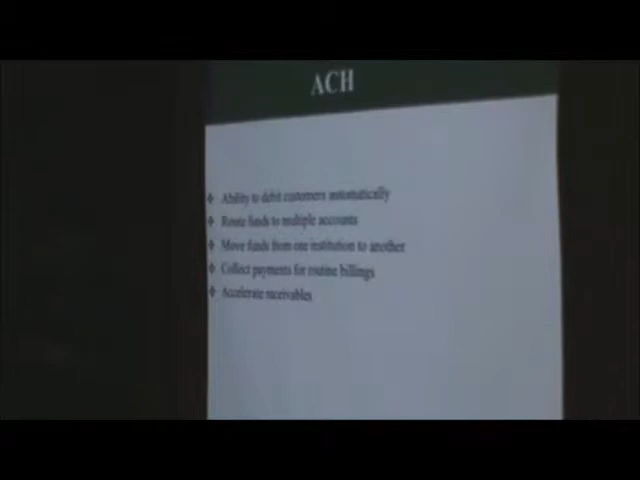 ACH
❖ Ability to debit customers automatically
❖ Route funds to multiple accounts
❖ Move funds from one institution to another
❖ Collect payments for routine billings
❖ Accelerate receivables